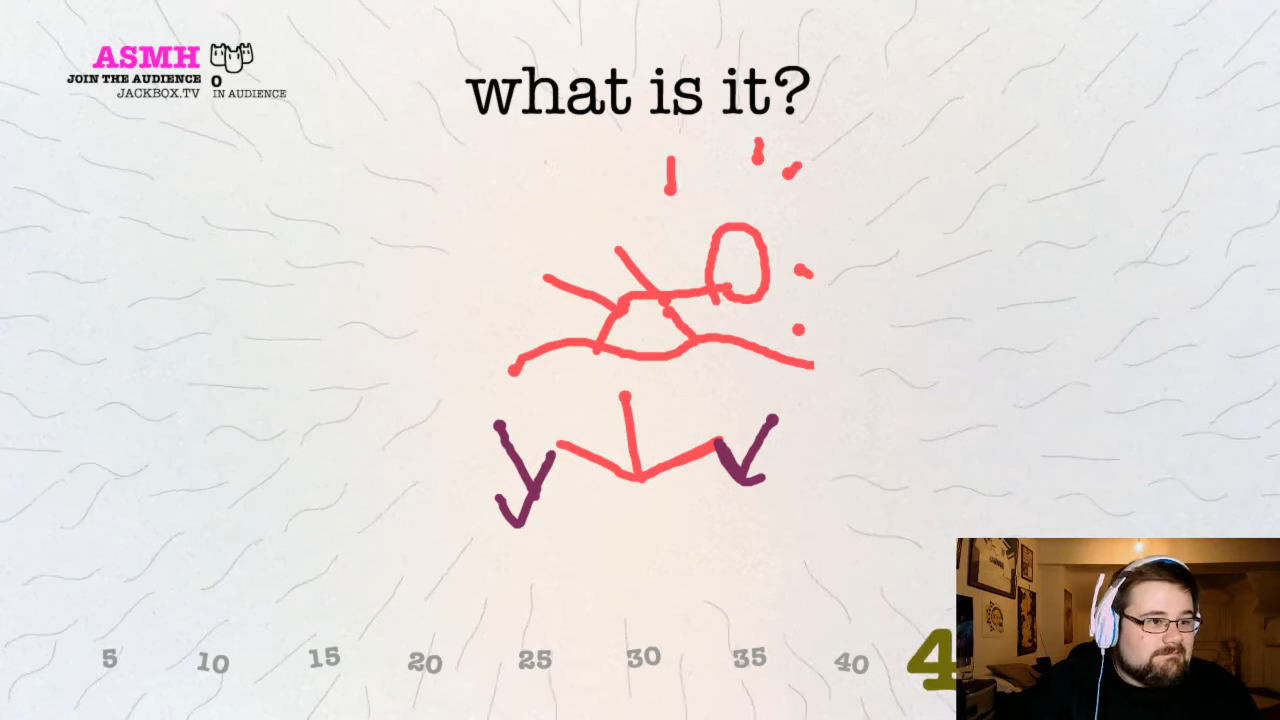 ASMH
JOIN THE AUDIENCE
JACKBOX.TV
0
IN AUDIENCE
what is it?
5 10 15 20 25 30 35 40 4